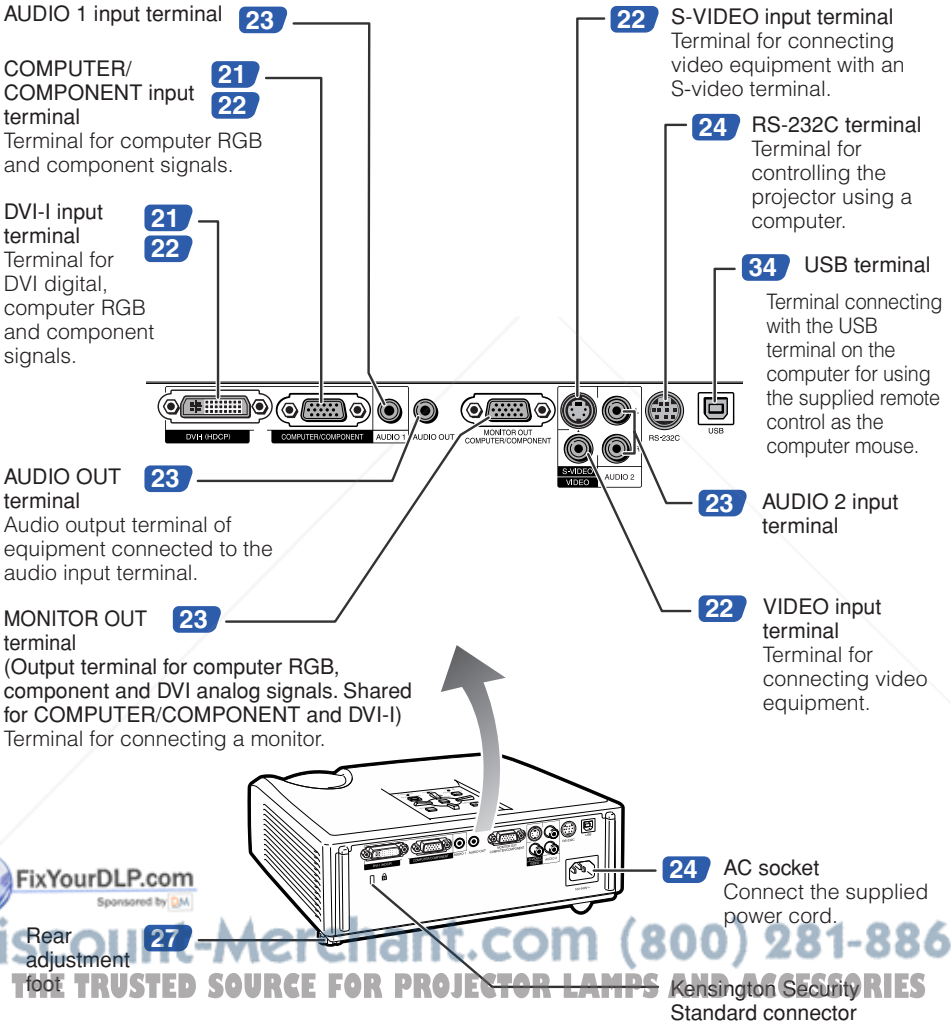 AUDIO 1 input terminal 23
COMPUTER/ 21
COMPONENT input 22
terminal
Terminal for computer RGB
and component signals.
DVI-I input 21
terminal 22
Terminal for
DVI digital,
computer RGB
and component
signals.
22 S-VIDEO input terminal
Terminal for connecting
video equipment with an
S-video terminal.
24 RS-232C terminal
Terminal for
controlling the
projector using a
computer.
34 USB terminal
Terminal connecting
with the USB
terminal on the
computer for using
the supplied remote
control as the
computer mouse.
DVI-I (HDCP)
COMPUTER/COMPONENT
AUDIO 1
AUDIO OUT
MONITOR OUT
COMPUTER/COMPONENT
S-VIDEO
VIDEO
AUDIO 2
RS-232C
USB
AUDIO OUT 23
terminal
Audio output terminal of
equipment connected to the
audio input terminal.
MONITOR OUT 23
terminal
(Output terminal for computer RGB,
component and DVI analog signals. Shared
for COMPUTER/COMPONENT and DVI-I)
Terminal for connecting a monitor.
23 AUDIO 2 input
terminal
22 VIDEO input
terminal
Terminal for
connecting video
equipment.
24 AC socket
Connect the supplied
power cord.
FixYourDLP.com
Sponsored by DM
Rear 27
adjustment
foot
iscount-Merchant.com (800) 281-886
THE TRUSTED SOURCE FOR PROJECTOR LAMPS AND ACCESSORIES
Kensington Security
Standard connector